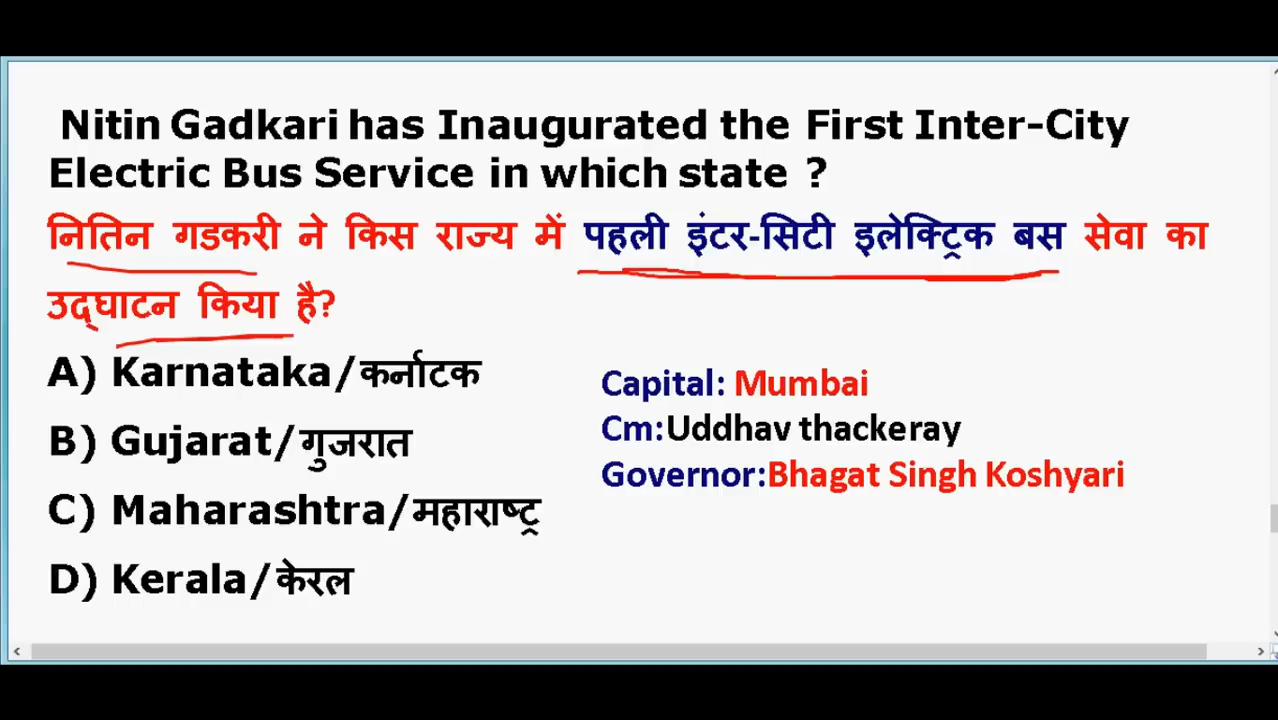 Nitin Gadkari has Inaugurated the First Inter-City
Electric Bus Service in which state ?
नितिन गडकरी ने किस राज्य में पहली इंटर-सिटी इलेक्ट्रिक बस सेवा का
उद्घाटन किया है?
A) Karnataka/कर्नाटक
B) Gujarat/गुजरात
C) Maharashtra/महाराष्ट्र
D) Kerala/केरल
Capital: Mumbai
Cm:Uddhav thackeray
Governor:Bhagat Singh Koshyari